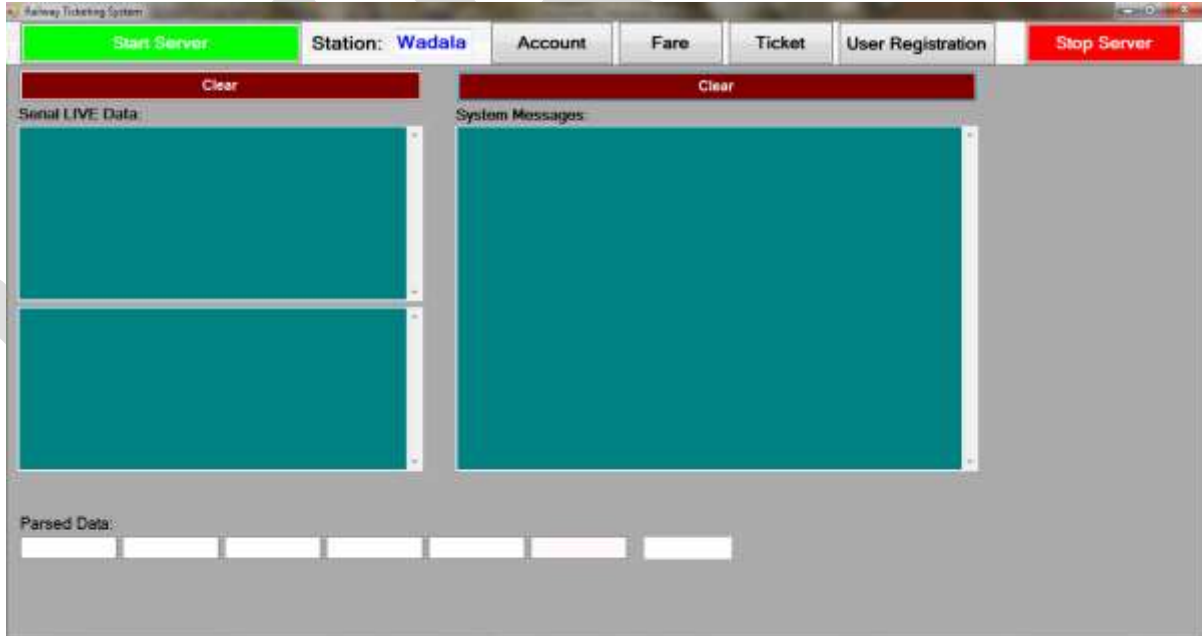 Railway Ticketing System
Start Server Station: Wadala Account Fare Ticket User Registration Stop Server
Clear Clear
Serial LIVE Data: System Messages:
Parsed Data: